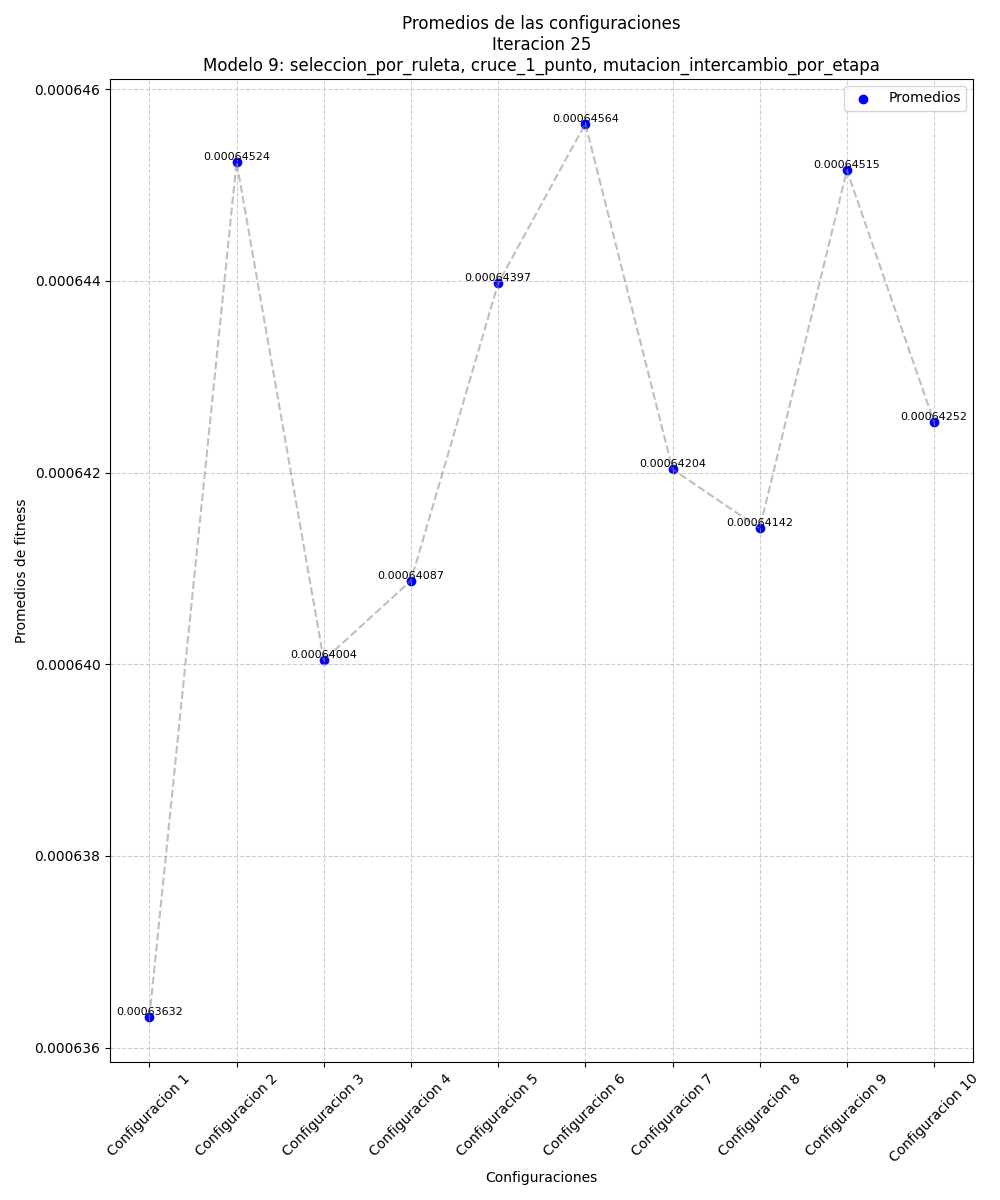 Promedios de las configuraciones
Iteracion 25
Modelo 9: seleccion_por_ruleta, cruce_1_punto, mutacion_intercambio_por_etapa
Promedios
Promedios de fitness
0.000646
0.000644
0.000642
0.000640
0.000638
0.000636
0.00063632
0.00064524
0.00064004
0.00064087
0.00064397
0.00064564
0.00064204
0.00064142
0.00064515
0.00064252
Configuracion 1
Configuracion 2
Configuracion 3
Configuracion 4
Configuracion 5
Configuracion 6
Configuracion 7
Configuracion 8
Configuracion 9
Configuracion 10
Configuraciones